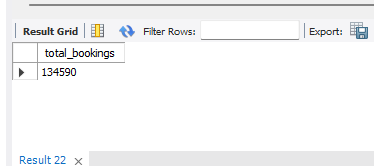 Result Grid Filter Rows: Export:
total_bookings
134590
Result 22 ×